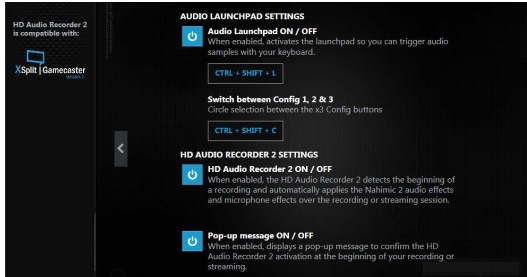 HD Audio Recorder 2
is compatible with:
XSplit | Gamecaster
AUDIO LAUNCHPAD SETTINGS
Audio Launchpad ON / OFF
When enabled, activates the launchpad so you can trigger audio
samples with your keyboard.
CTRL + SHIFT + L
Switch between Config 1, 2 & 3
Circle selection between the x3 Config buttons
CTRL + SHIFT + C
HD AUDIO RECORDER 2 SETTINGS
HD Audio Recorder 2 ON / OFF
When enabled, the HD Audio Recorder 2 detects the beginning of
a recording and automatically applies the Nahimic 2 audio effects
and microphone effects over the recording or streaming session.
Pop-up message ON / OFF
When enabled, displays a pop-up message to confirm the HD
Audio Recorder 2 activation at the beginning of your recording or
streaming.